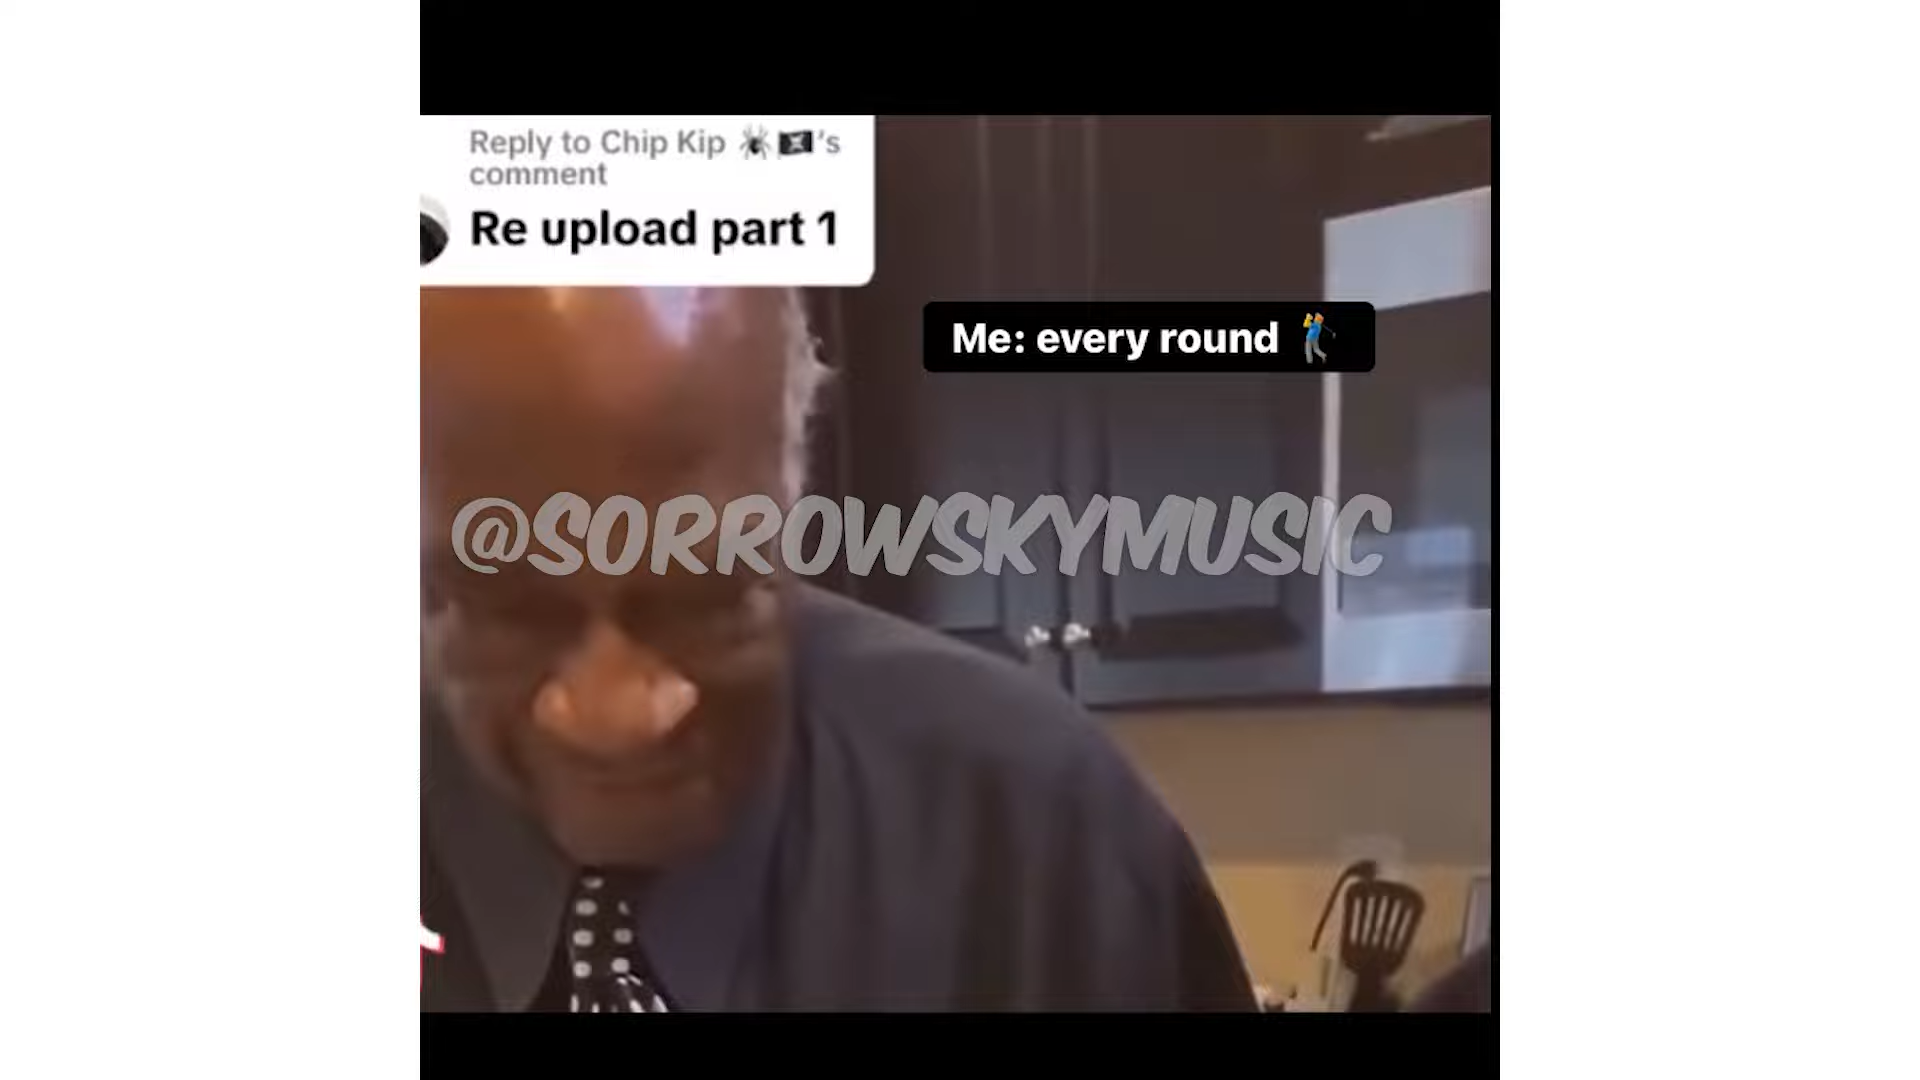 Reply to Chip Kip 🕷🏴‍☠️'s
comment
Re upload part 1
Me: every round 🏌
@SORROWSKYMUSIC